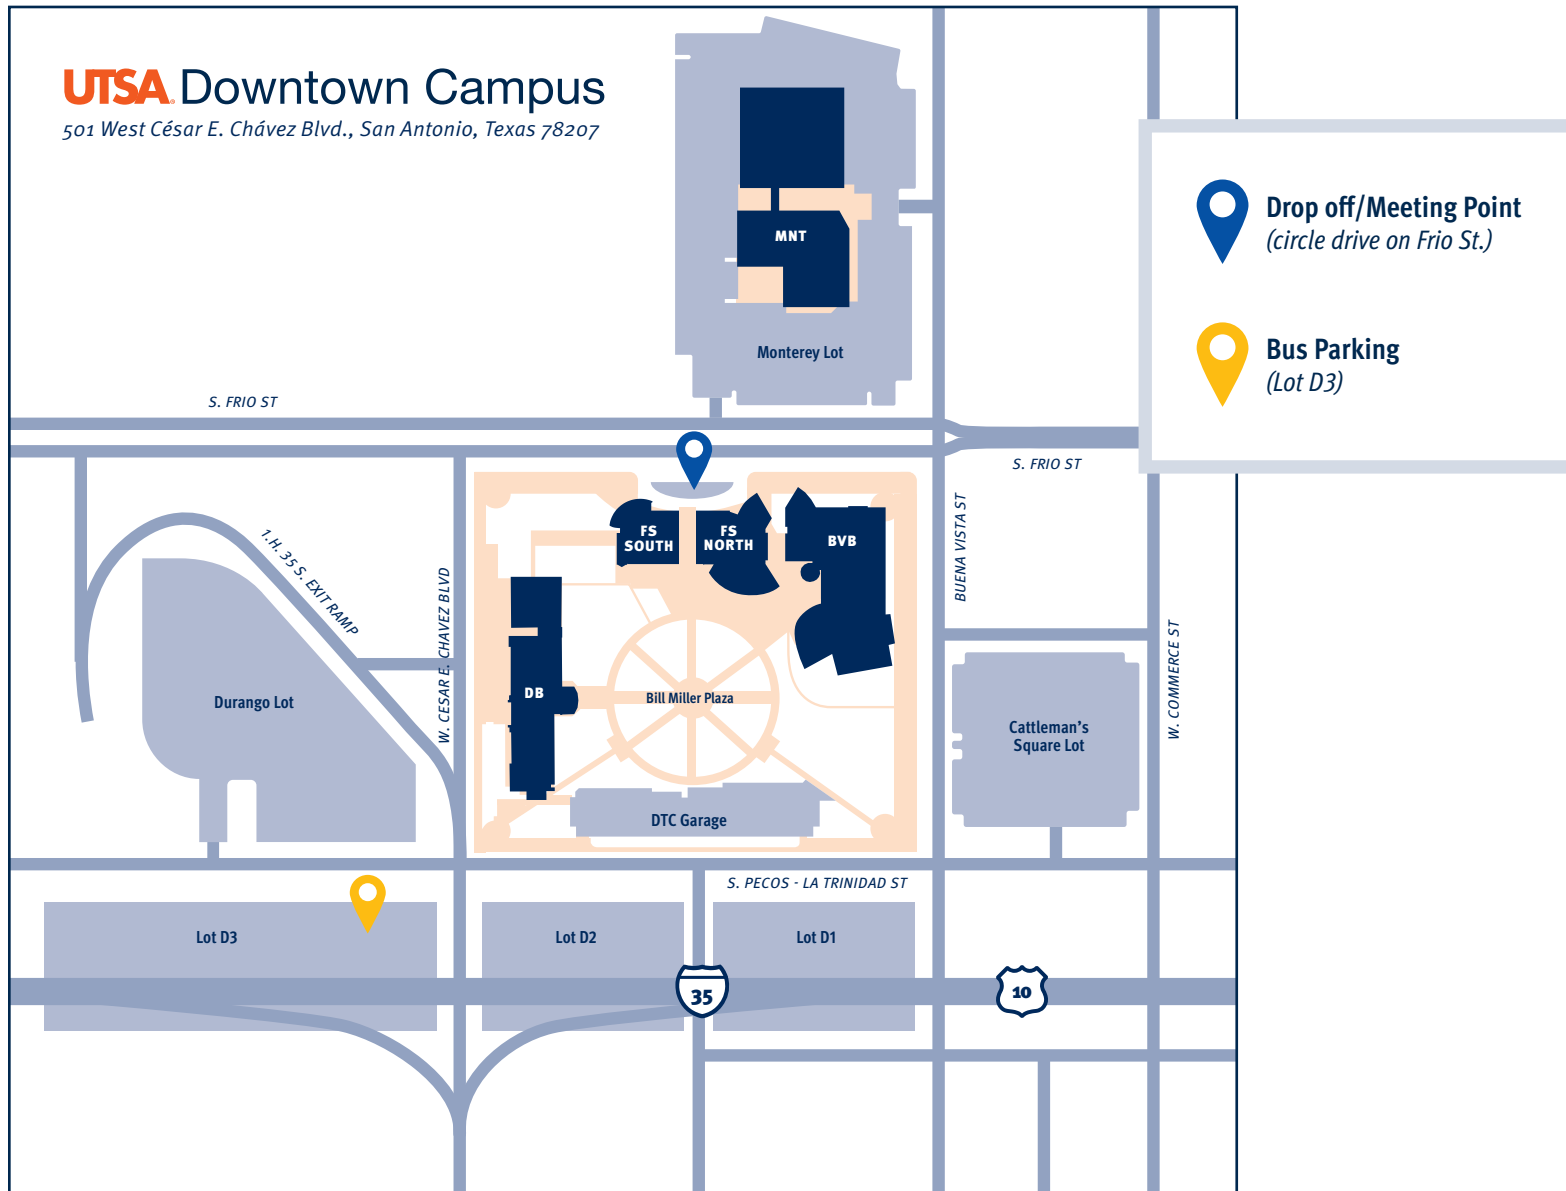 UTSA Downtown Campus
501 West César E. Chávez Blvd., San Antonio, Texas 78207
Drop off/Meeting Point
(circle drive on Frio St.)
Bus Parking
(Lot D3)
MNT
Monterey Lot
S. FRIO ST
S. FRIO ST
FS
SOUTH
FS
NORTH
BVB
BUENA VISTA ST
1.H. 35 S. EXIT RAMP
W. CESAR E. CHAVEZ BLVD
W. COMMERCE ST
Durango Lot
DB
Bill Miller Plaza
Cattleman's
Square Lot
DTC Garage
S. PECOS - LA TRINIDAD ST
Lot D3
Lot D2
Lot D1
35
10